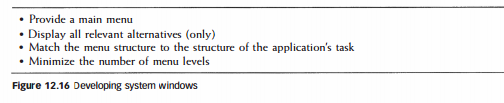 • Provide a main menu
• Display all relevant alternatives (only)
• Match the menu structure to the structure of the application's task
• Minimize the number of menu levels
Figure 12.16 Developing system windows